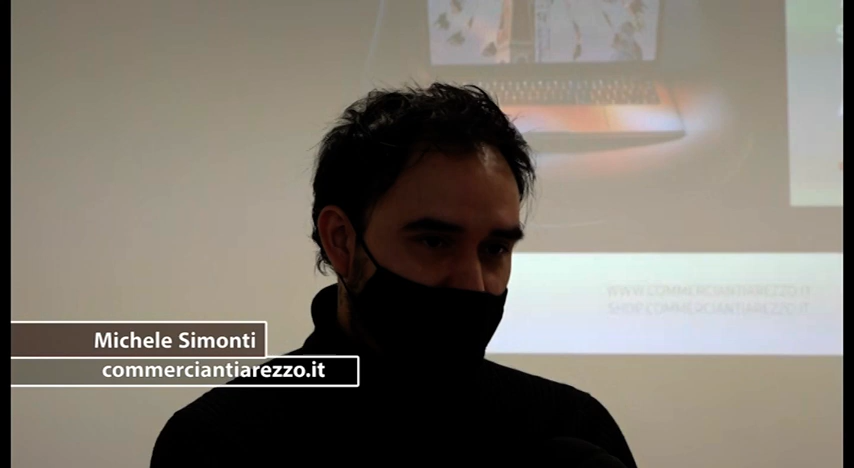 WWW.COMMERCIANTIAREZZO.IT
SHOP.COMMERCIANTIAREZZO.IT
Michele Simonti
commerciantiarezzo.it